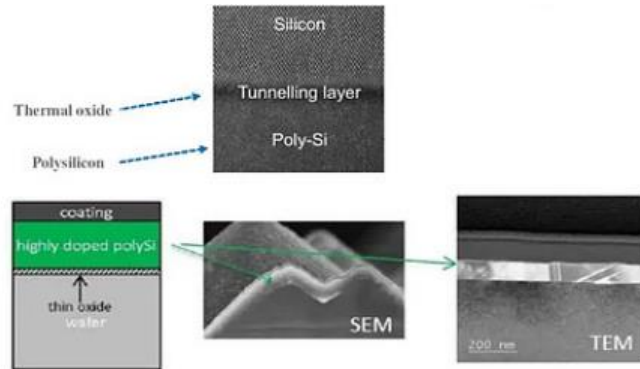 Silicon
Tunnelling layer
Thermal oxide
Poly-Si
Polysilicon
coating
highly doped polySi
thin oxide
wafer
SEM
200 nm
TEM